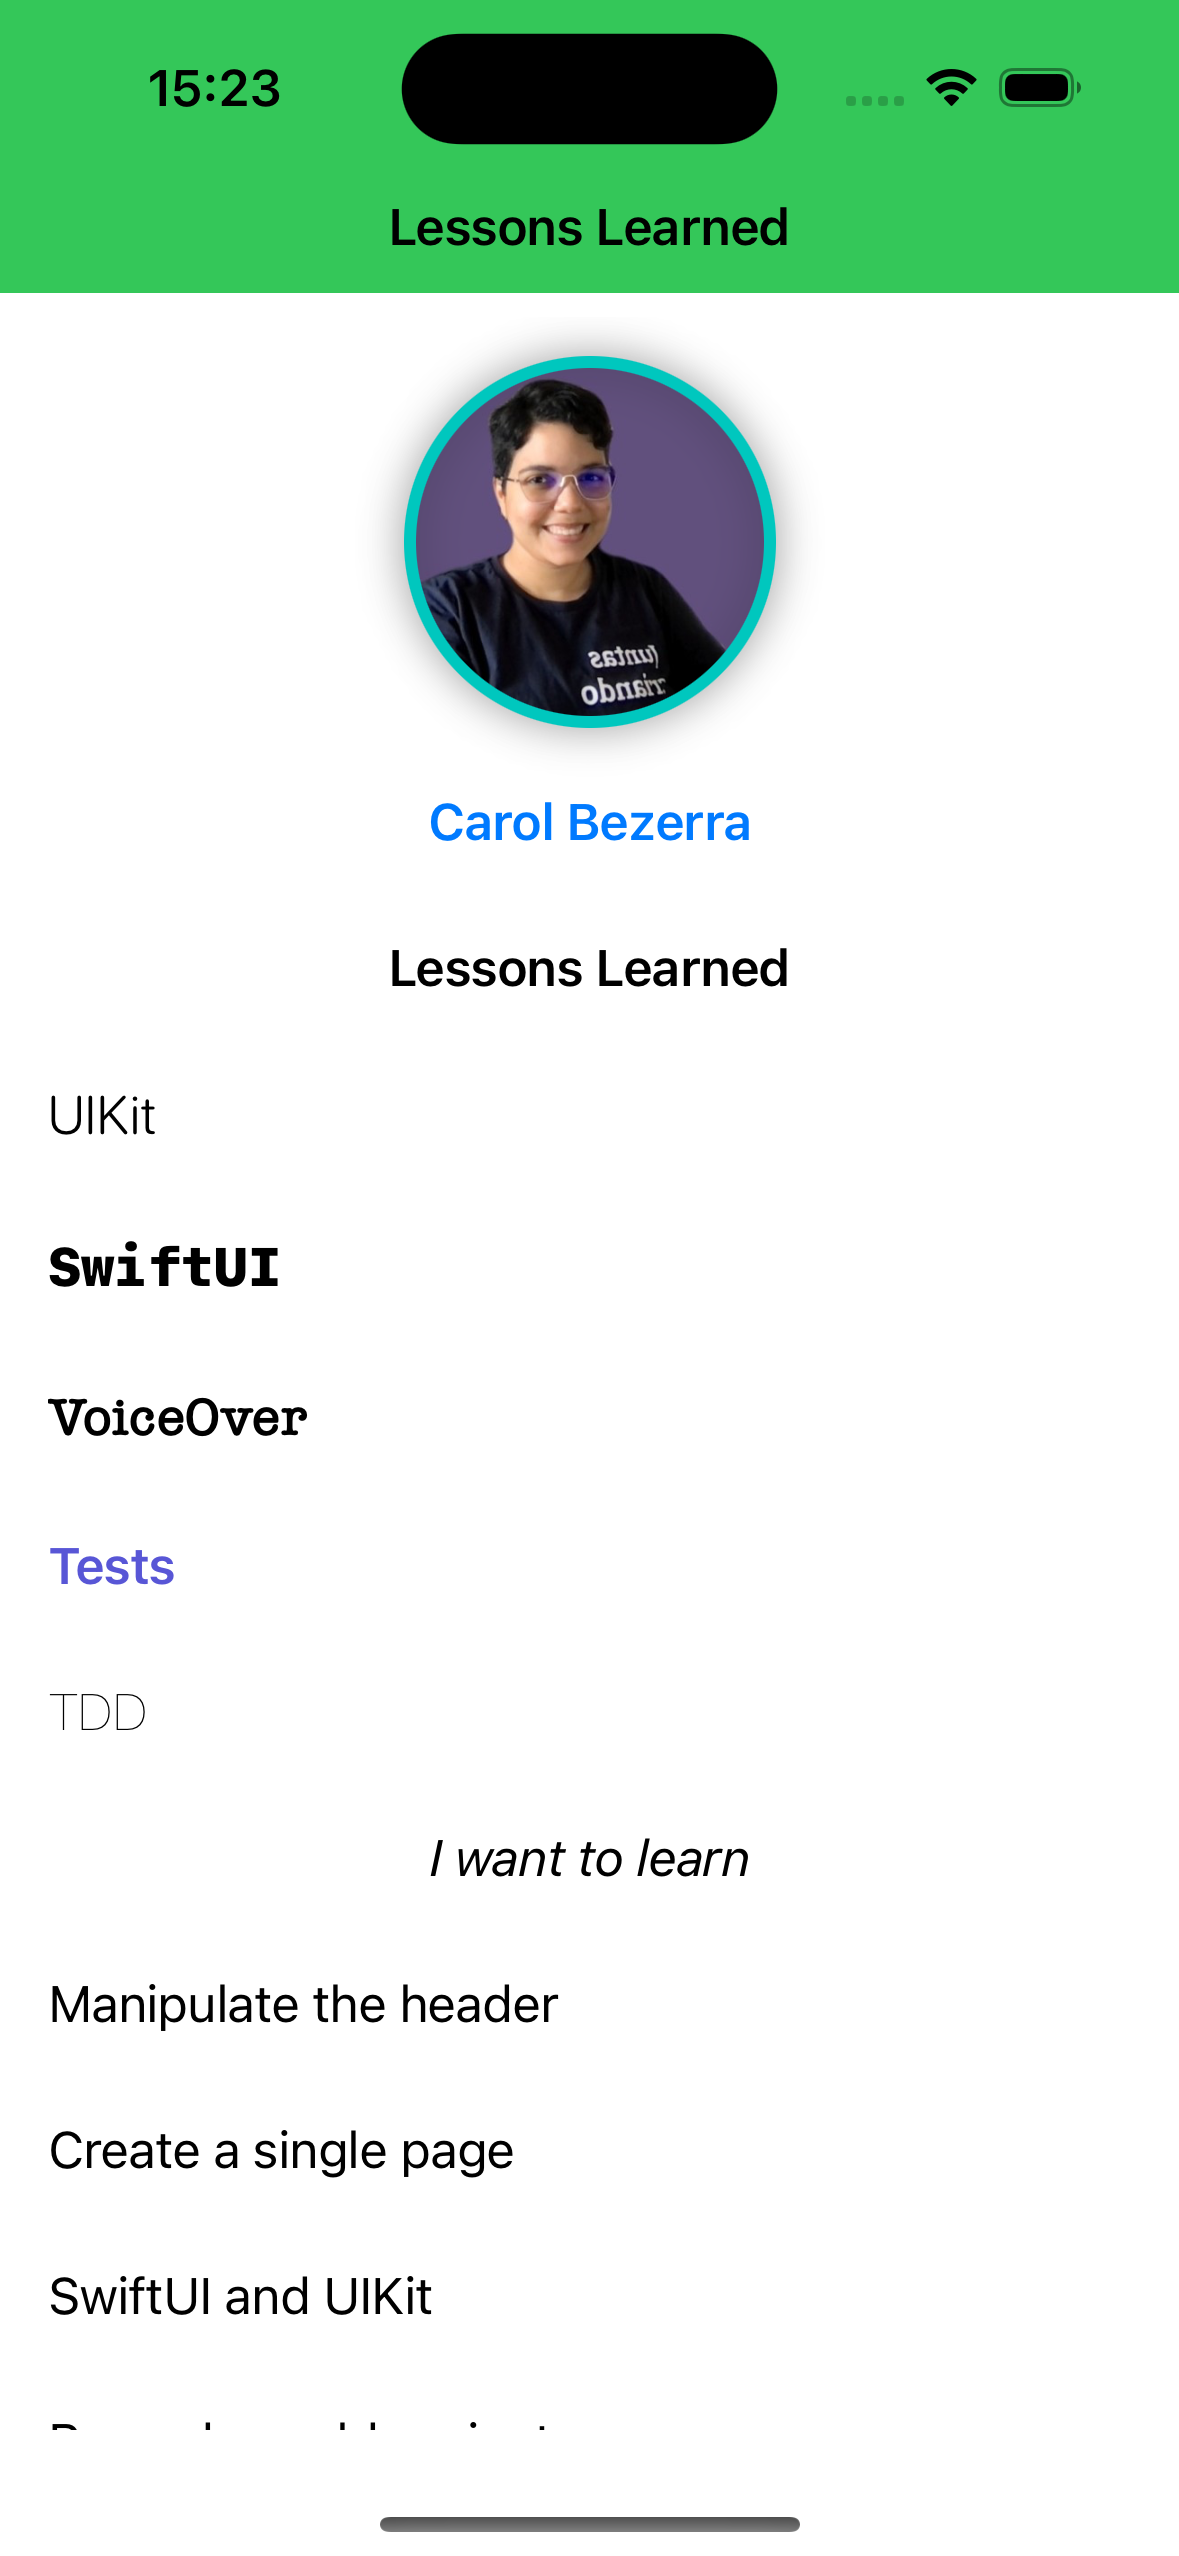 15:23
Lessons Learned
Juntas
criando
Carol Bezerra
Lessons Learned
UIKit
SwiftUI
VoiceOver
Tests
TDD
I want to learn
Manipulate the header
Create a single page
SwiftUI and UIKit